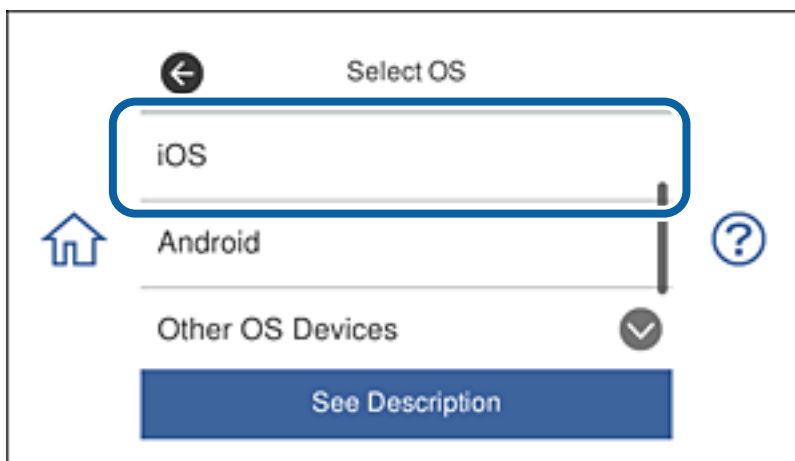 Select OS
iOS
Android
Other OS Devices
See Description